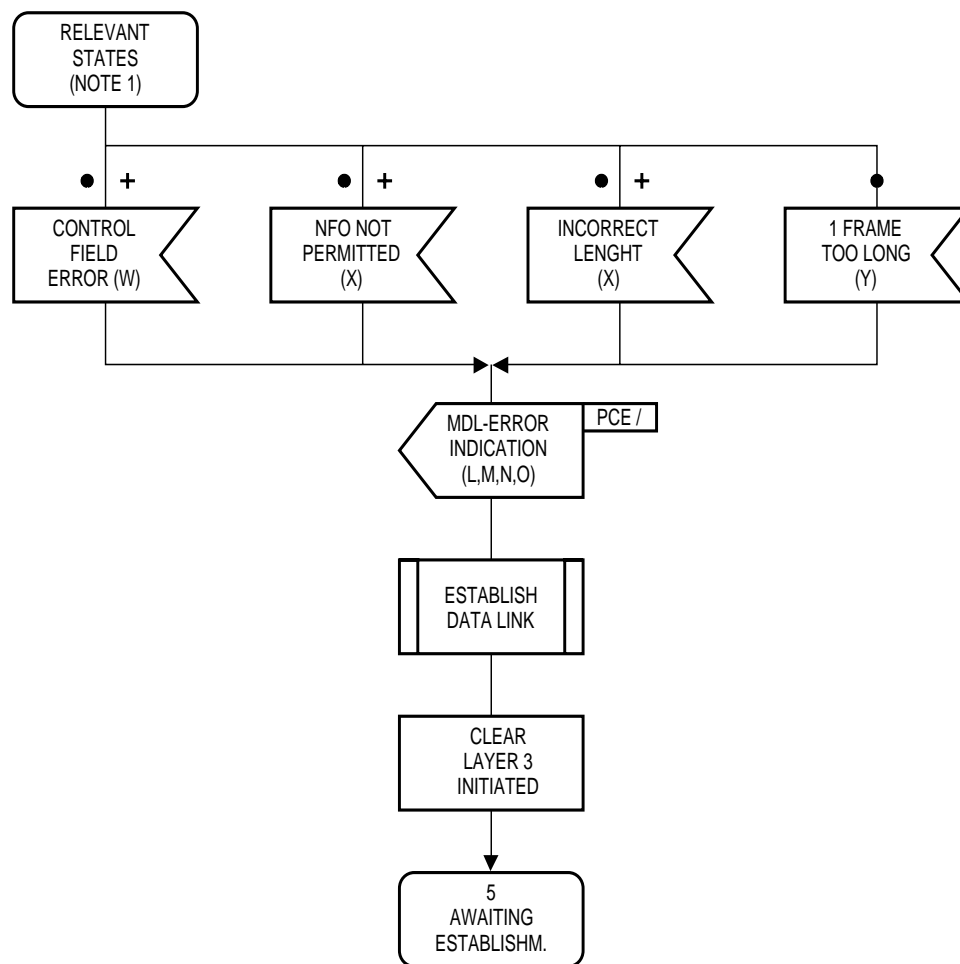 RELEVANT
STATES
(NOTE 1)
+
+
+
CONTROL
FIELD
ERROR (W)
NFO NOT
PERMITTED
(X)
INCORRECT
LENGHT
(X)
1 FRAME
TOO LONG
(Y)
MDL-ERROR
INDICATION
(L,M,N,O)
PCE /
ESTABLISH
DATA LINK
CLEAR
LAYER 3
INITIATED
5
AWAITING
ESTABLISHM.